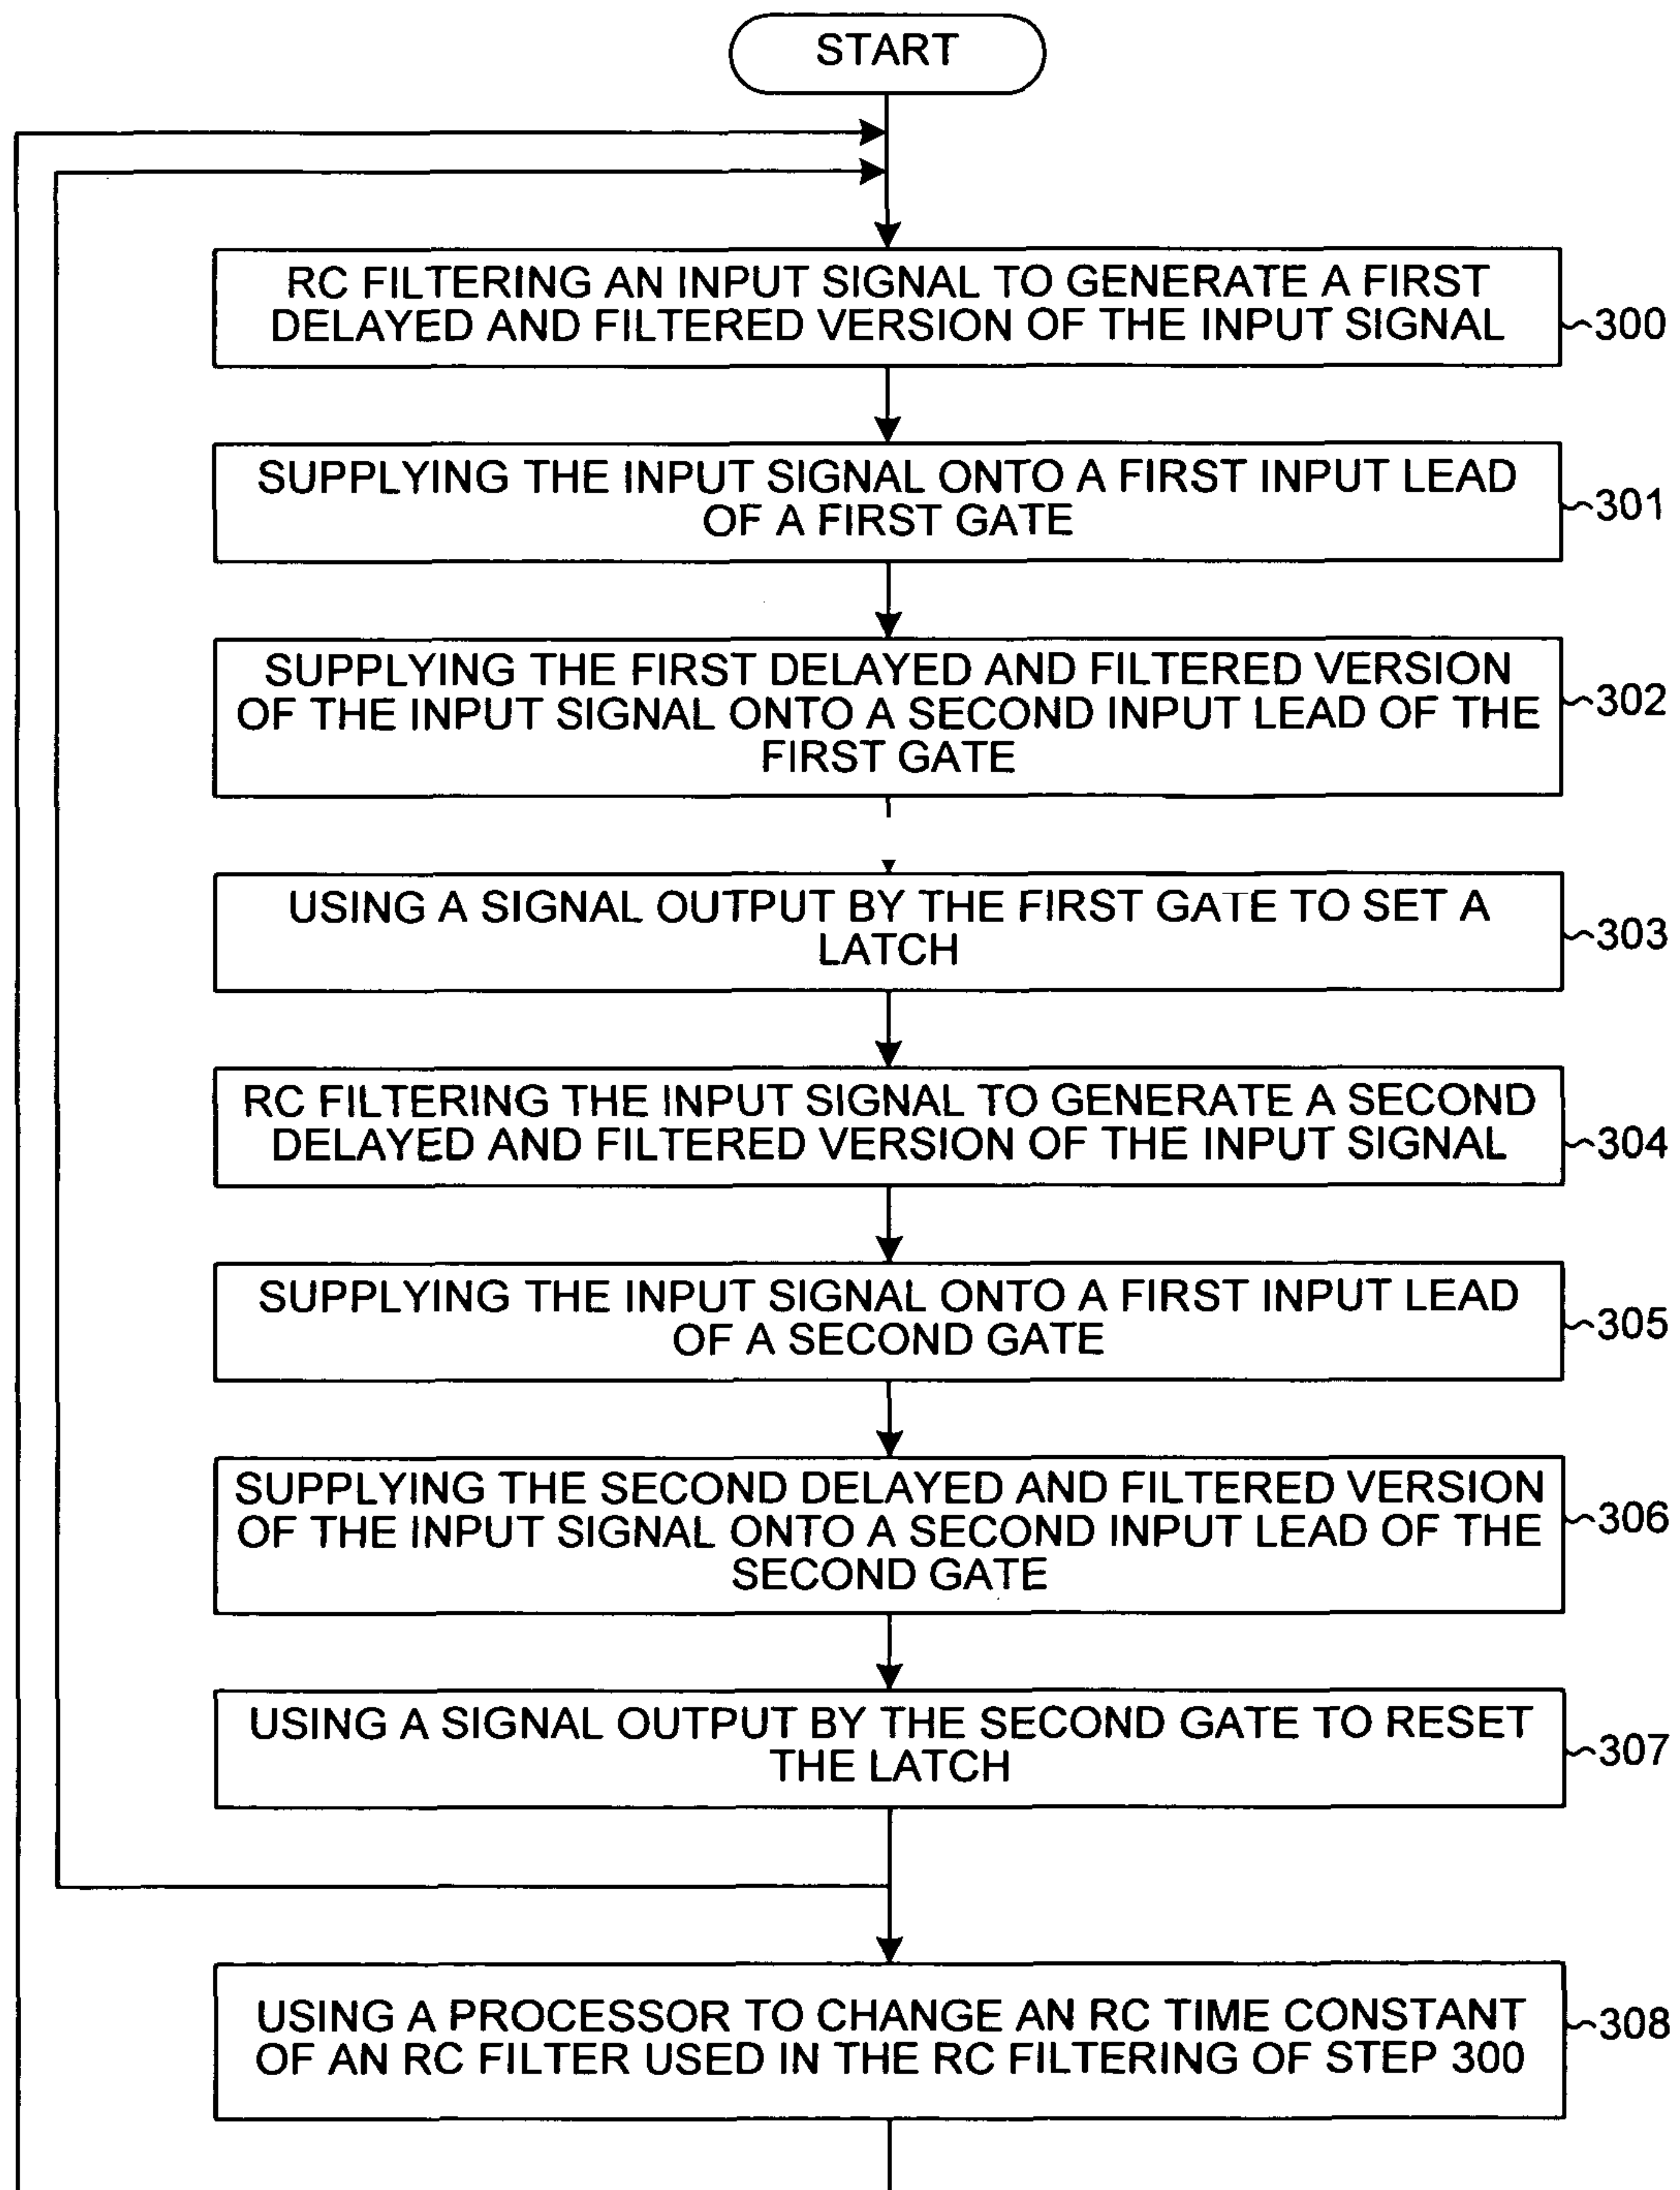 START
RC FILTERING AN INPUT SIGNAL TO GENERATE A FIRST
DELAYED AND FILTERED VERSION OF THE INPUT SIGNAL
300
SUPPLYING THE INPUT SIGNAL ONTO A FIRST INPUT LEAD
OF A FIRST GATE
301
SUPPLYING THE FIRST DELAYED AND FILTERED VERSION
OF THE INPUT SIGNAL ONTO A SECOND INPUT LEAD OF THE
FIRST GATE
302
USING A SIGNAL OUTPUT BY THE FIRST GATE TO SET A
LATCH
303
RC FILTERING THE INPUT SIGNAL TO GENERATE A SECOND
DELAYED AND FILTERED VERSION OF THE INPUT SIGNAL
304
SUPPLYING THE INPUT SIGNAL ONTO A FIRST INPUT LEAD
OF A SECOND GATE
305
SUPPLYING THE SECOND DELAYED AND FILTERED VERSION
OF THE INPUT SIGNAL ONTO A SECOND INPUT LEAD OF THE
SECOND GATE
306
USING A SIGNAL OUTPUT BY THE SECOND GATE TO RESET
THE LATCH
307
USING A PROCESSOR TO CHANGE AN RC TIME CONSTANT
OF AN RC FILTER USED IN THE RC FILTERING OF STEP 300
308